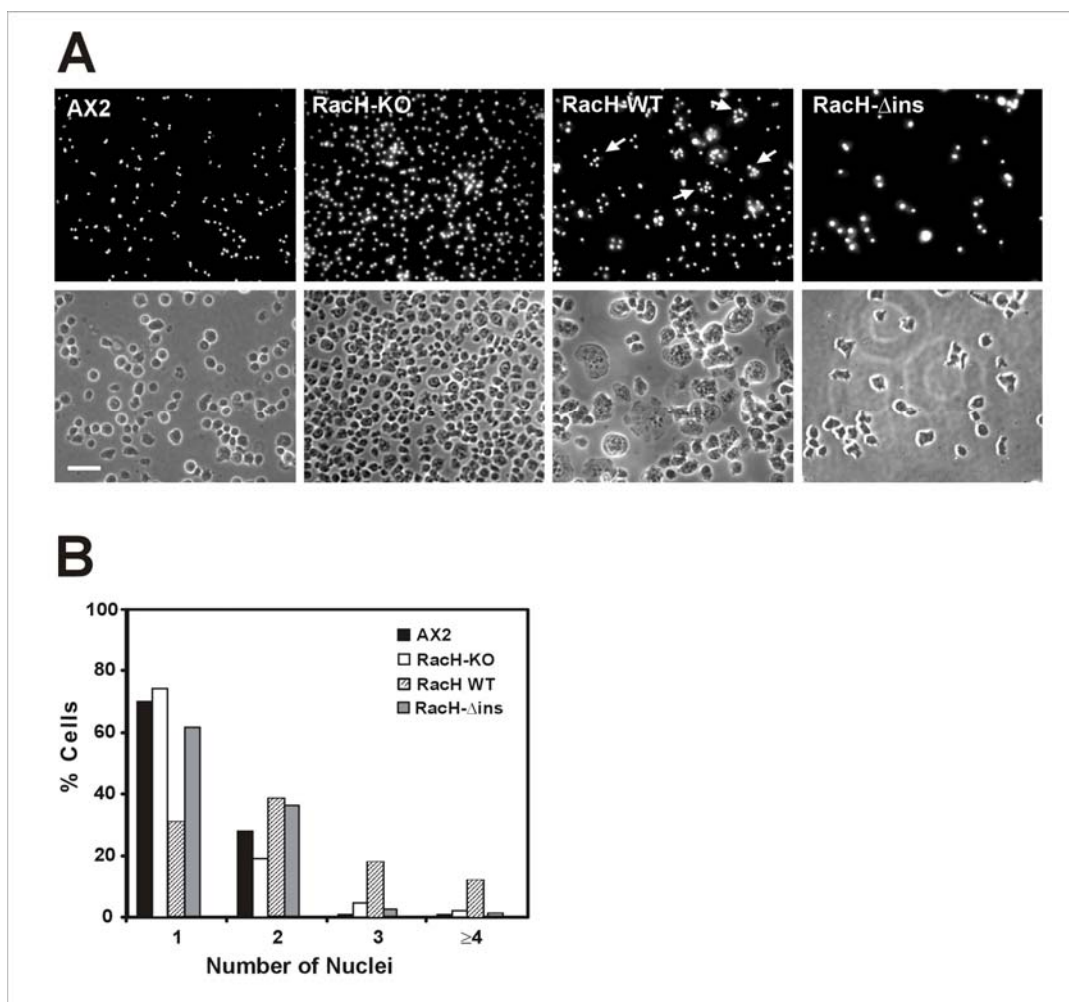 A
AX2
RacH-KO
RacH-WT
RacH-Δins
B
100
80
60
40
20
0
% Cells
AX2
RacH-KO
RacH WT
RacH-Δins
1
2
3
≥4
Number of Nuclei